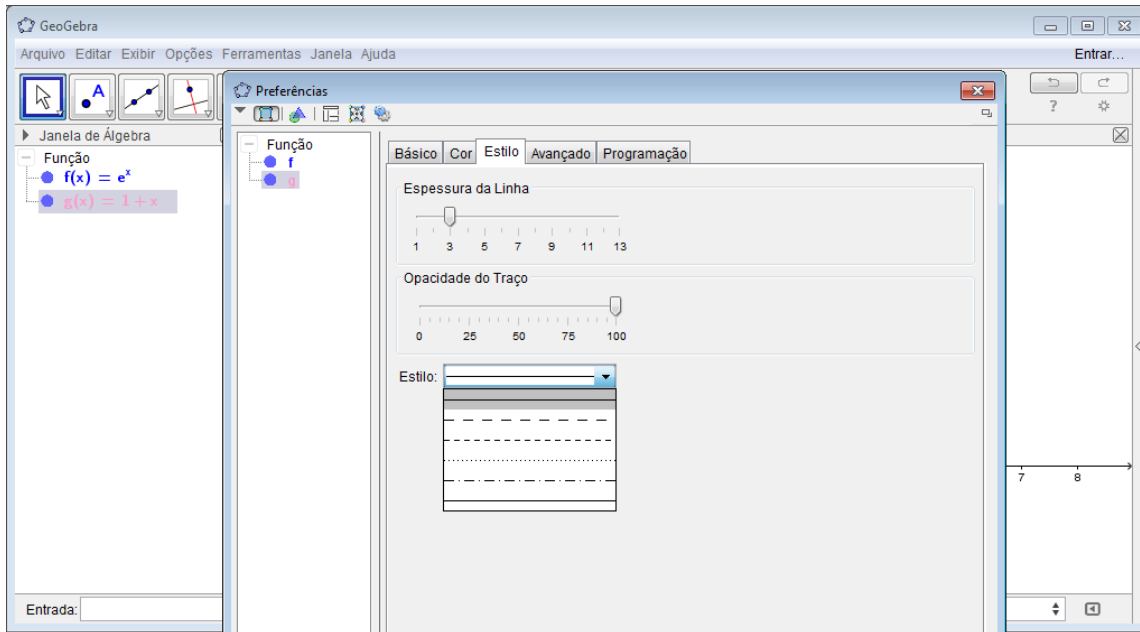 GeoGebra
Arquivo Editar Exibir Opções Ferramentas Janela Ajuda
Entrar...
A
?
Preferências
Janela de Álgebra
Função
f(x) = eˣ
g(x) = 1 + x
Função
f
g
Básico Cor Estilo Avançado Programação
Espessura da Linha
1 3 5 7 9 11 13
Opacidade do Traço
0 25 50 75 100
Estilo:
7 8
Entrada: